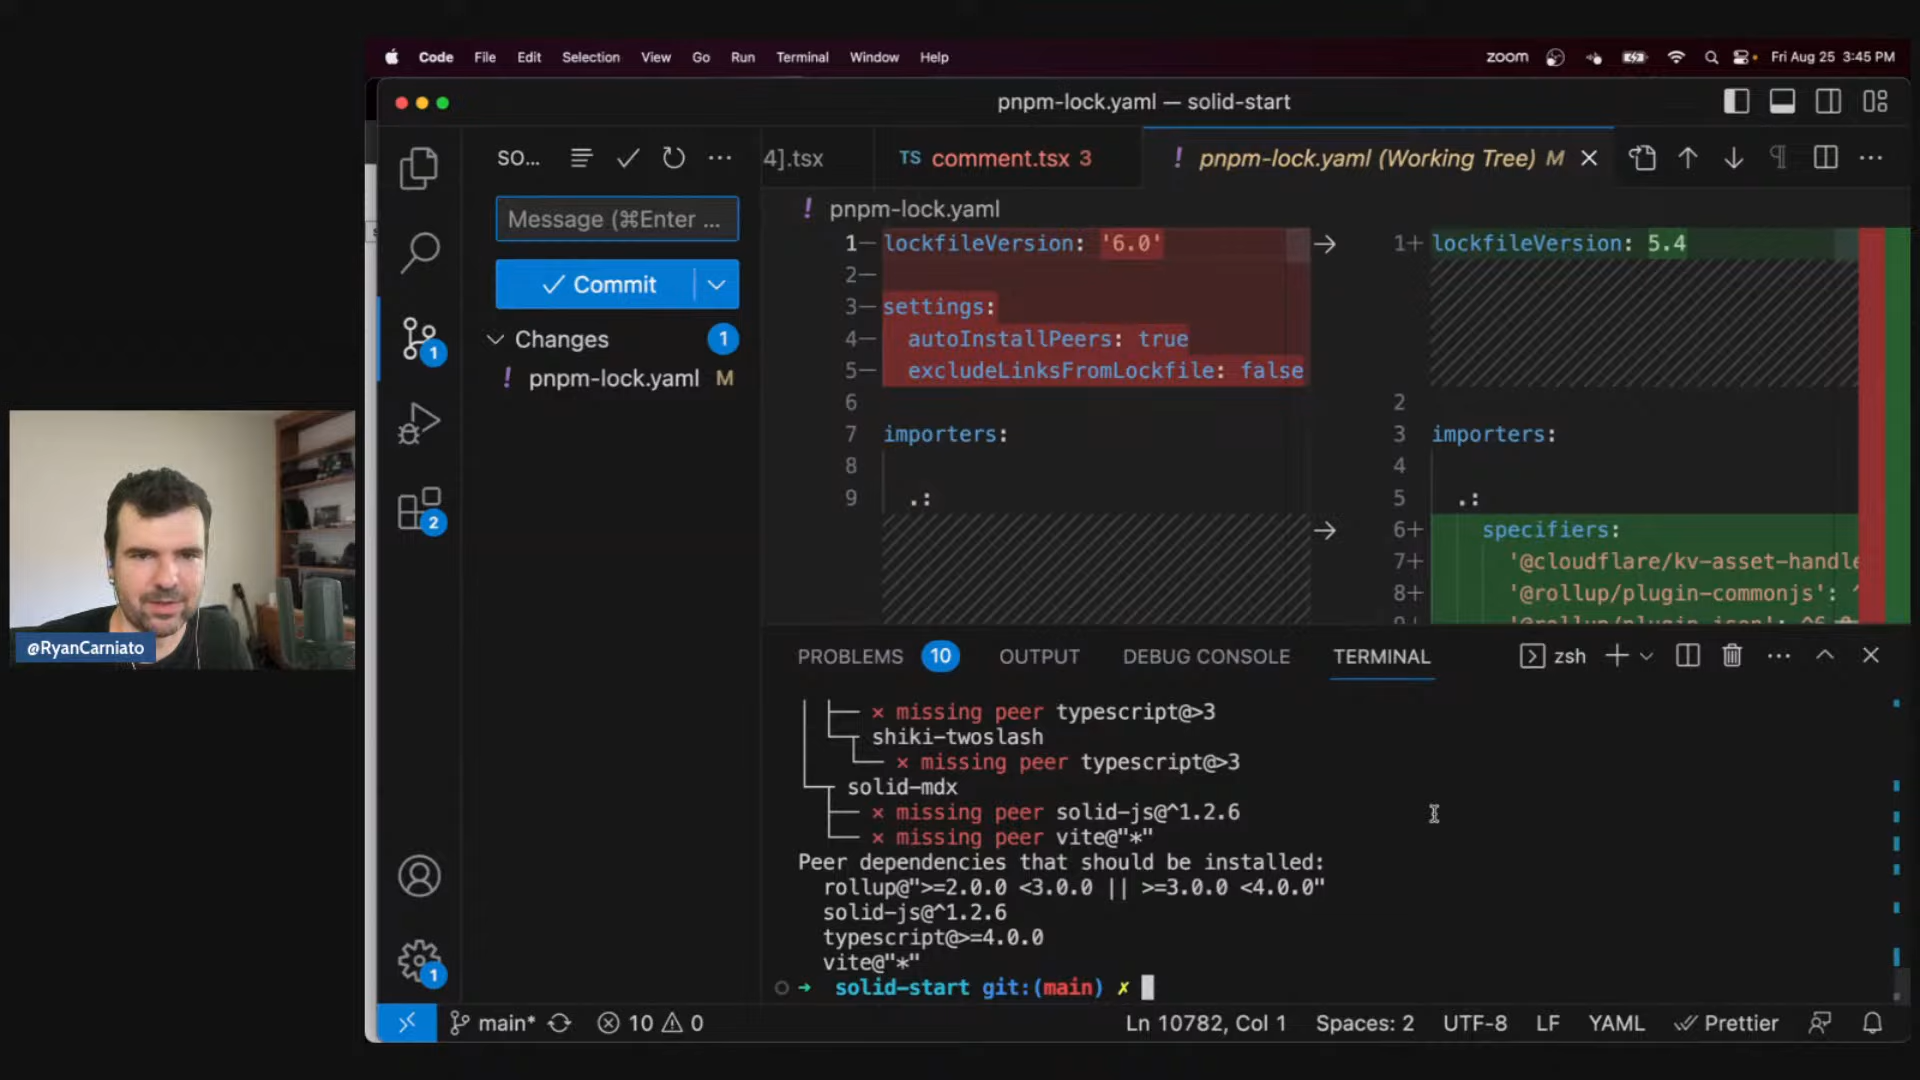 Code File Edit Selection View Go Run Terminal Window Help
zoom Fri Aug 25 3:45 PM
pnpm-lock.yaml — solid-start
SO...
4].tsx
TS comment.tsx 3
! pnpm-lock.yaml (Working Tree) M
Message (⌘Enter ...
Commit
Changes 1
! pnpm-lock.yaml M
1
2
1
! pnpm-lock.yaml
1— lockfileVersion: '6.0'
2—
3— settings:
4— autoInstallPeers: true
5— excludeLinksFromLockfile: false
6
7 importers:
8
9 .:
1+ lockfileVersion: 5.4
2
3 importers:
4
5 .:
6+ specifiers:
7+ '@cloudflare/kv-asset-handle
8+ '@rollup/plugin-commonjs': ^
@RyanCarniato
PROBLEMS 10 OUTPUT DEBUG CONSOLE TERMINAL
zsh
├── × missing peer typescript@>3
└─┬ shiki-twoslash
└── × missing peer typescript@>3
└─┬ solid-mdx
├── × missing peer solid-js@^1.2.6
└── × missing peer vite@"*"
Peer dependencies that should be installed:
rollup@">=2.0.0 <3.0.0 || >=3.0.0 <4.0.0"
solid-js@^1.2.6
typescript@>=4.0.0
vite@"*"
→ solid-start git:(main) ✗
main* 10 0
Ln 10782, Col 1 Spaces: 2 UTF-8 LF YAML Prettier